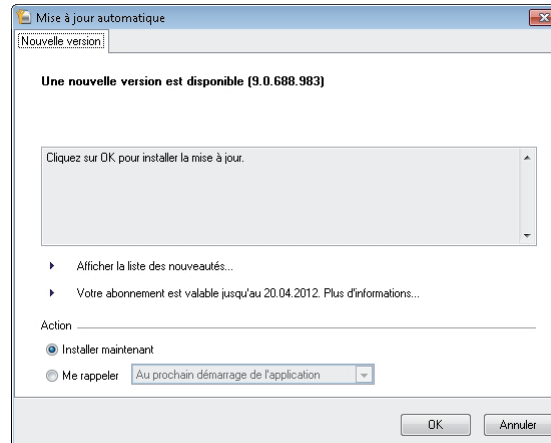 Mise à jour automatique
Nouvelle version
Une nouvelle version est disponible (9.0.688.983)
Cliquez sur OK pour installer la mise à jour.
Afficher la liste des nouveautés...
Votre abonnement est valable jusqu'au 20.04.2012. Plus d'informations...
Action
Installer maintenant
Me rappeler Au prochain démarrage de l'application
OK Annuler